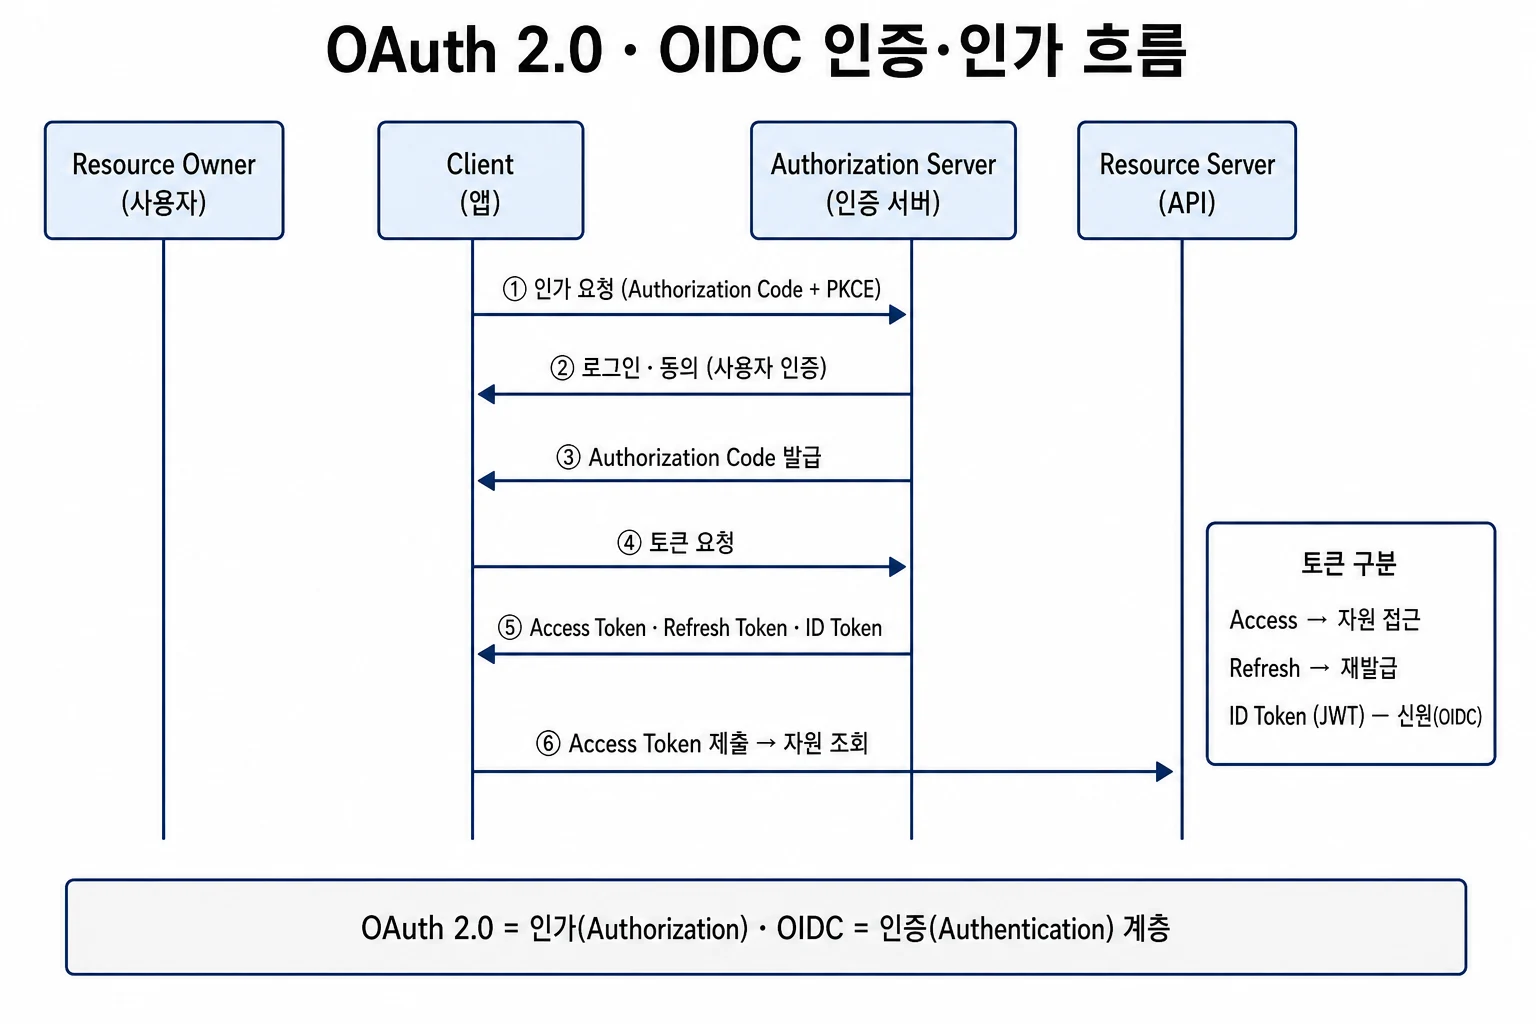 OAuth 2.0 · OIDC 인증·인가 흐름
Resource Owner
(사용자)
Client
(앱)
Authorization Server
(인증 서버)
Resource Server
(API)
① 인가 요청 (Authorization Code + PKCE)
② 로그인 · 동의 (사용자 인증)
③ Authorization Code 발급
④ 토큰 요청
⑤ Access Token · Refresh Token · ID Token
⑥ Access Token 제출 → 자원 조회
토큰 구분
Access → 자원 접근
Refresh → 재발급
ID Token (JWT) — 신원(OIDC)
OAuth 2.0 = 인가(Authorization) · OIDC = 인증(Authentication) 계층